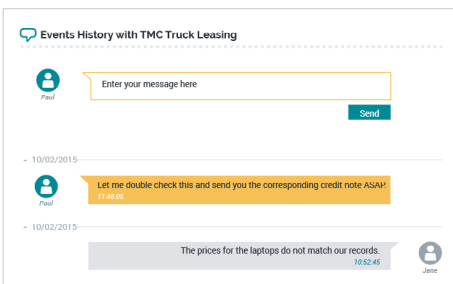 Events History with TMC Truck Leasing
Enter your message here
Paul
Send
- 10/02/2015
Let me double check this and send you the corresponding credit note ASAP.
11:46:05
Paul
- 10/02/2015
The prices for the laptops do not match our records.
10:52:45
Jane